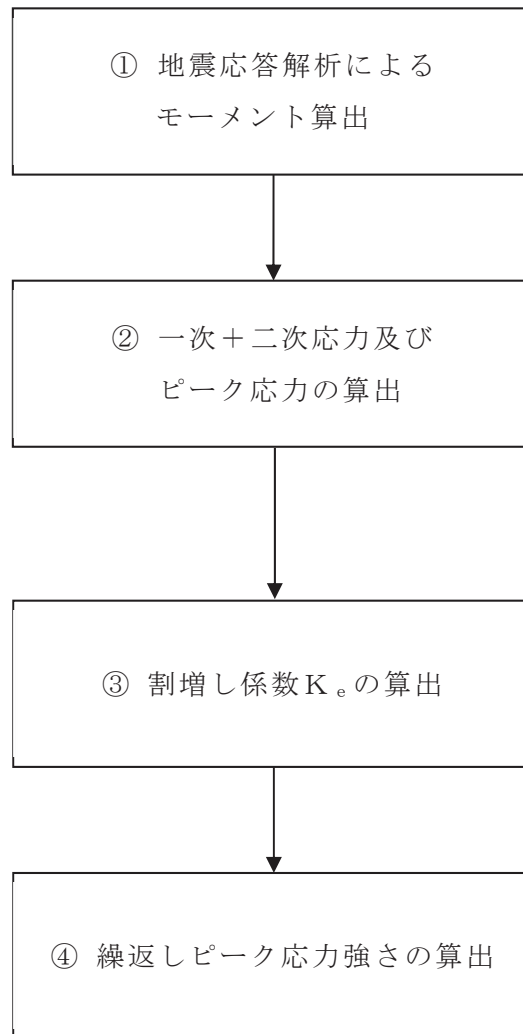 ① 地震応答解析による
モーメント算出
② 一次＋二次応力及び
ピーク応力の算出
③ 割増し係数Ｋｅの算出
④ 繰返しピーク応力強さの算出